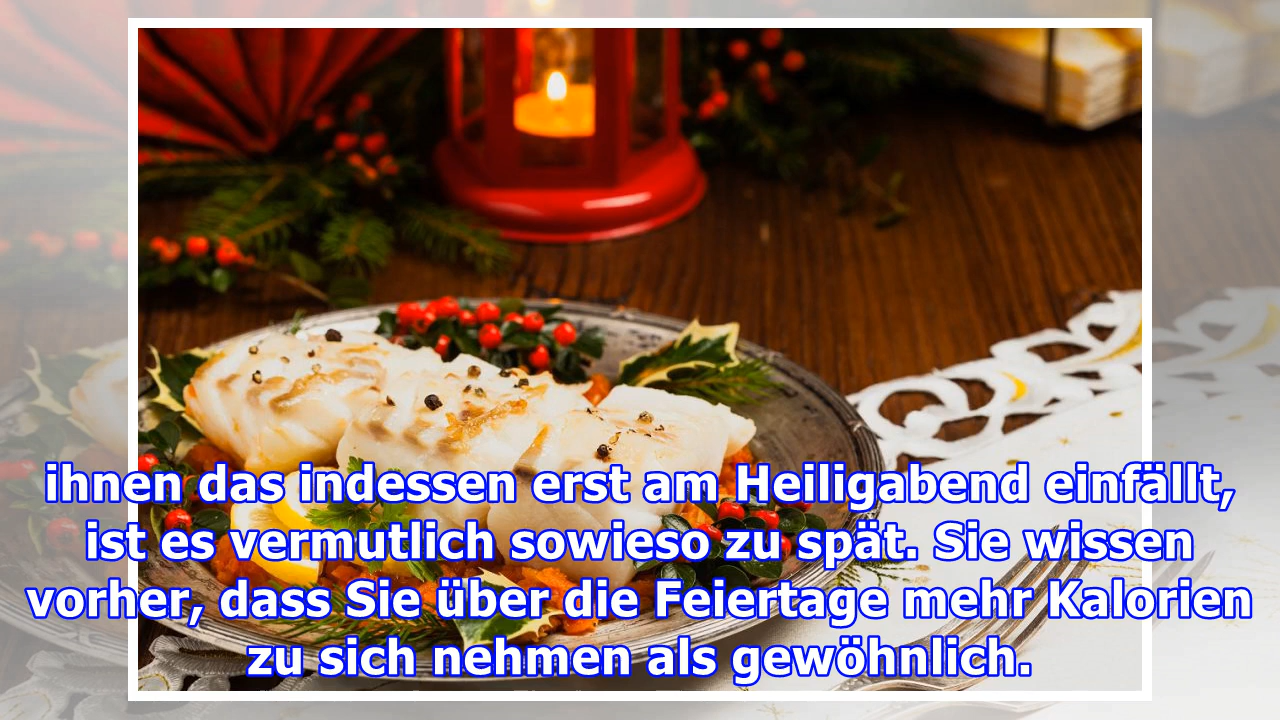 ihnen das indessen erst am Heiligabend einfällt,
ist es vermutlich sowieso zu spät. Sie wissen
vorher, dass Sie über die Feiertage mehr Kalorien
zu sich nehmen als gewöhnlich.